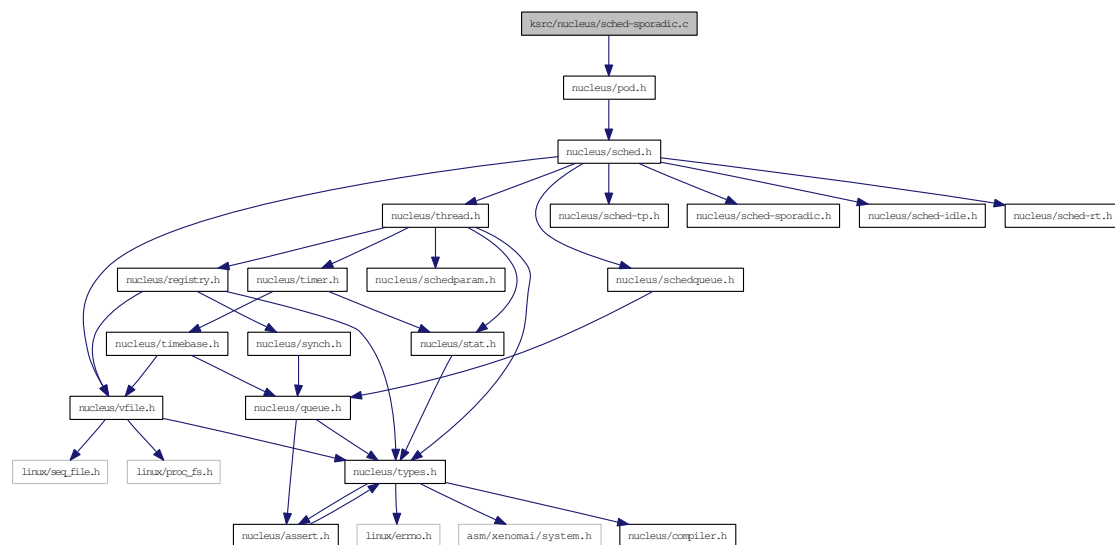 ksrc/nucleus/sched-sporadic.c
nucleus/pod.h
nucleus/sched.h
nucleus/thread.h
nucleus/sched-tp.h
nucleus/sched-sporadic.h
nucleus/sched-idle.h
nucleus/sched-rt.h
nucleus/registry.h
nucleus/timer.h
nucleus/schedparam.h
nucleus/schedqueue.h
nucleus/timebase.h
nucleus/synch.h
nucleus/stat.h
nucleus/vfile.h
nucleus/queue.h
linux/seq_file.h
linux/proc_fs.h
nucleus/types.h
nucleus/assert.h
linux/errno.h
asm/xenomai/system.h
nucleus/compiler.h